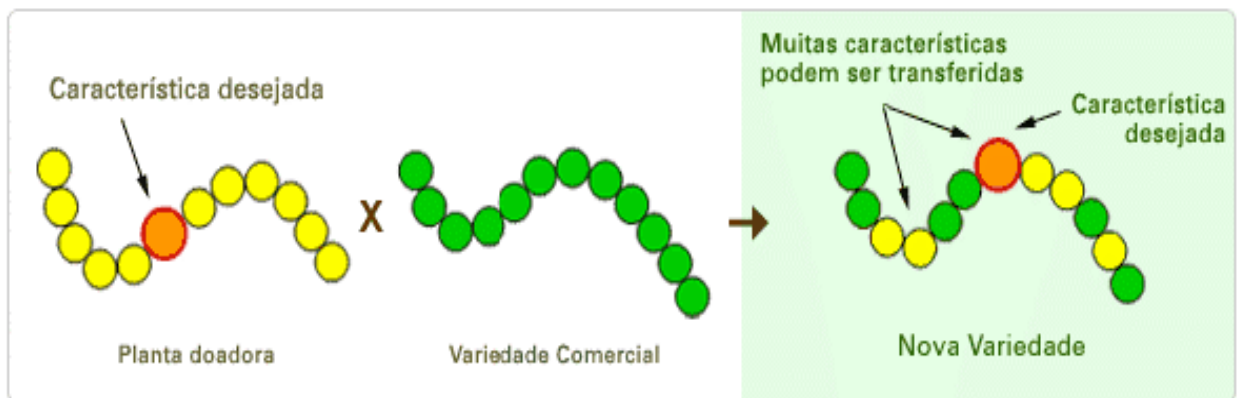 Característica desejada
Muitas características
podem ser transferidas
Característica
desejada
X
Planta doadora
Variedade Comercial
Nova Variedade